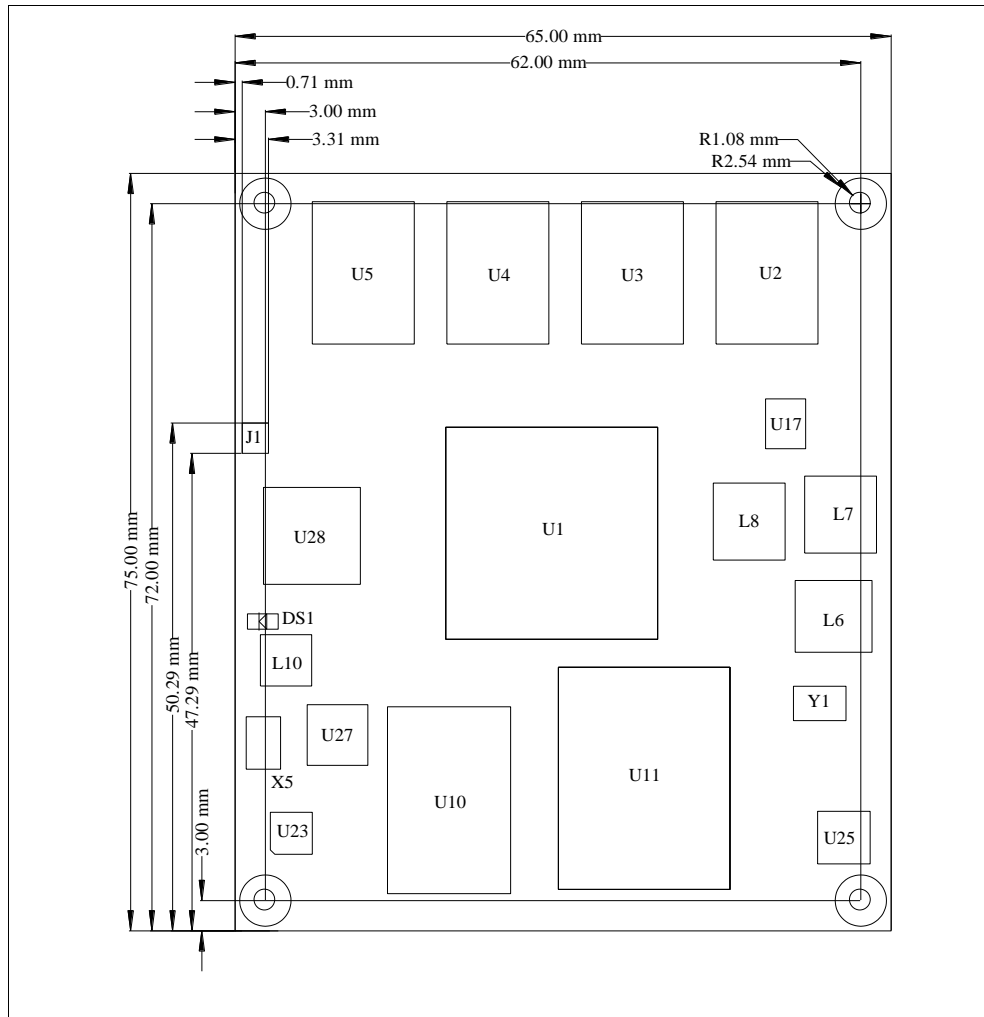 65.00 mm
62.00 mm
0.71 mm
3.00 mm
3.31 mm
R1.08 mm
R2.54 mm
U5
U4
U3
U2
U17
J1
75.00 mm
72.00 mm
50.29 mm
47.29 mm
3.00 mm
U28
U1
L8
L7
DS1
L6
L10
Y1
U27
X5
U10
U11
U23
U25